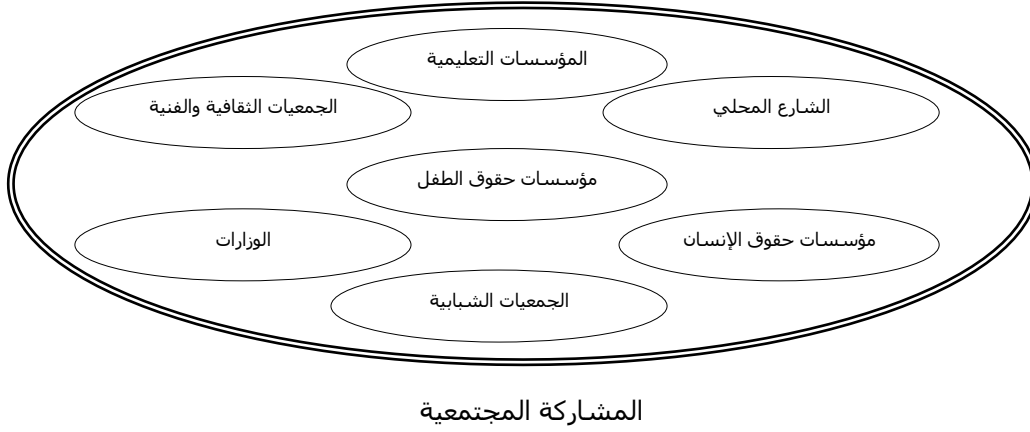 المؤسسات التعليمية
الشارع المحلي
الجمعيات الثقافية والفنية
مؤسسات حقوق الطفل
مؤسسات حقوق الإنسان
الوزارات
الجمعيات الشبابية
المشاركة المجتمعية